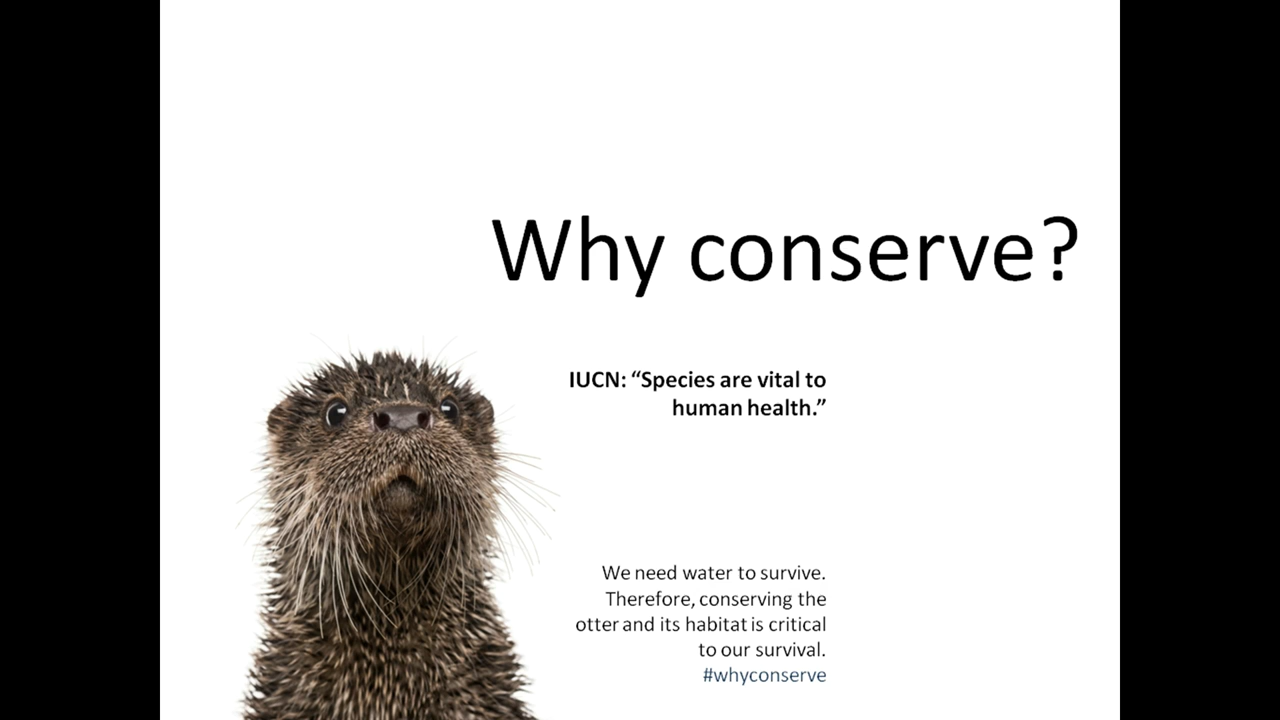 Why conserve?
IUCN: “Species are vital to
human health.”
We need water to survive.
Therefore, conserving the
otter and its habitat is critical
to our survival.
#whyconserve